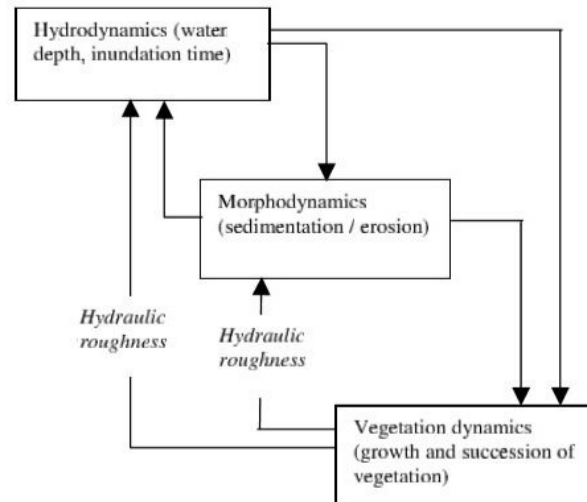 Hydrodynamics (water
depth, inundation time)
Morphodynamics
(sedimentation / erosion)
Hydraulic
roughness
Hydraulic
roughness
Vegetation dynamics
(growth and succession of
vegetation)